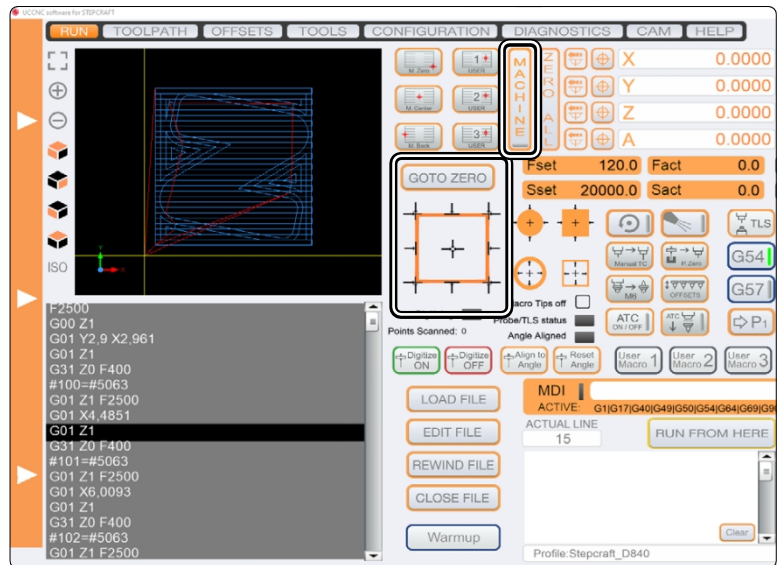 UCCNC software for STEPCRAFT
RUN TOOLPATH OFFSETS TOOLS CONFIGURATION DIAGNOSTICS CAM HELP
M. Zero
1 USER
M. Center
2 USER
M. Back
3 USER
MACHINE
ZERO ALL
X 0.0000
Y 0.0000
Z 0.0000
A 0.0000
GOTO ZERO
Fset 120.0 Fact 0.0
Sset 20000.0 Sact 0.0
TLS
Manual TC
P. Zero
G54
M6
OFFSETS
G57
ATC ON / OFF
ATC
P1
ISO
Y
X
acro Tips off
Probe/TLS status
Points Scanned: 0
Angle Aligned
Digitize ON
Digitize OFF
Align to Angle
Reset Angle
User Macro 1
User Macro 2
User Macro 3
F2500
G00 Z1
G01 Y2,9 X2,961
G01 Z1
G31 Z0 F400
#100=#5063
G01 Z1 F2500
G01 X4,4851
G01 Z1
G31 Z0 F400
#101=#5063
G01 Z1 F2500
G01 X6,0093
G01 Z1
G31 Z0 F400
#102=#5063
G01 Z1 F2500
LOAD FILE
EDIT FILE
REWIND FILE
CLOSE FILE
Warmup
MDI
ACTIVE: G1|G17|G40|G49|G50|G54|G64|G69|G9
ACTUAL LINE
15
RUN FROM HERE
Clear
Profile:Stepcraft_D840